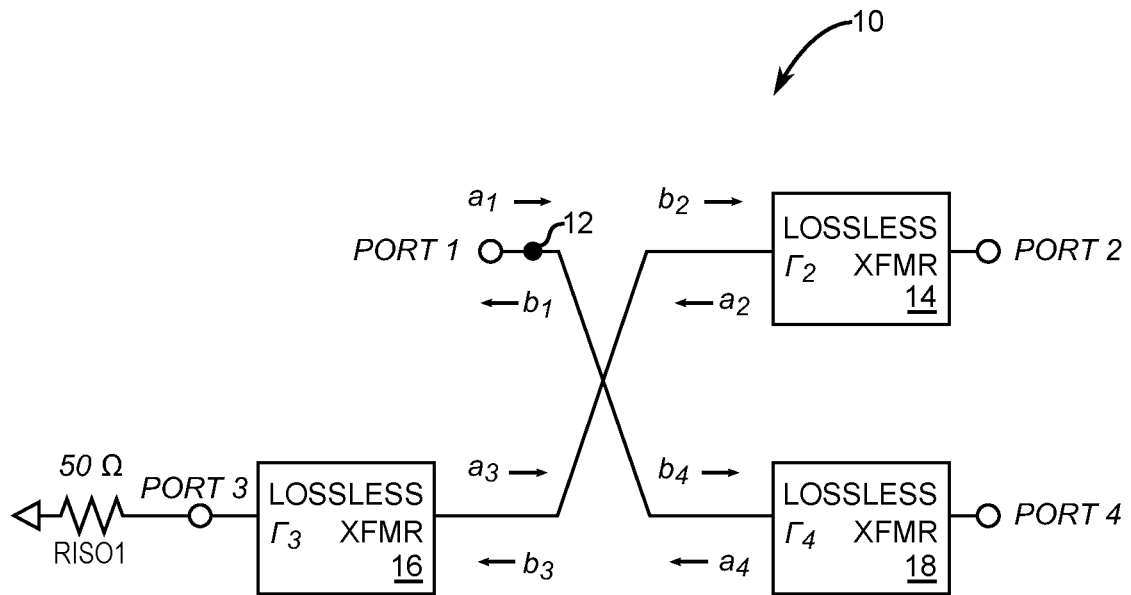 10
a1
b2
12
LOSSLESS
PORT 1
Γ2 XFMR
PORT 2
b1
a2
14
50 Ω
PORT 3
a3
b4
LOSSLESS
LOSSLESS
Γ3 XFMR
Γ4 XFMR
PORT 4
RISO1
16
b3
a4
18